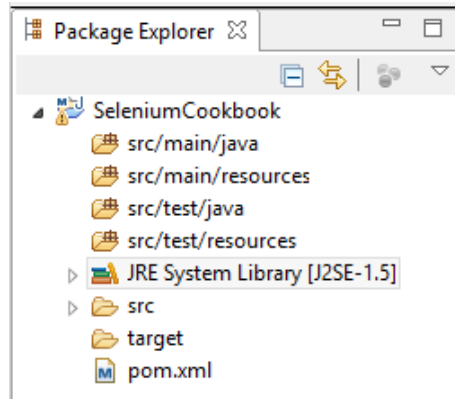 Package Explorer
SeleniumCookbook
src/main/java
src/main/resources
src/test/java
src/test/resources
JRE System Library [J2SE-1.5]
src
target
pom.xml